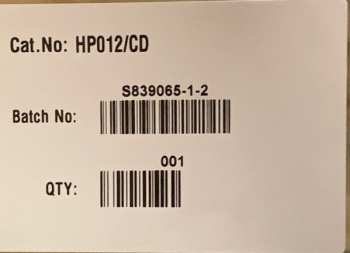 Cat.No: HP012/CD
S839065-1-2
Batch No:
001
QTY: